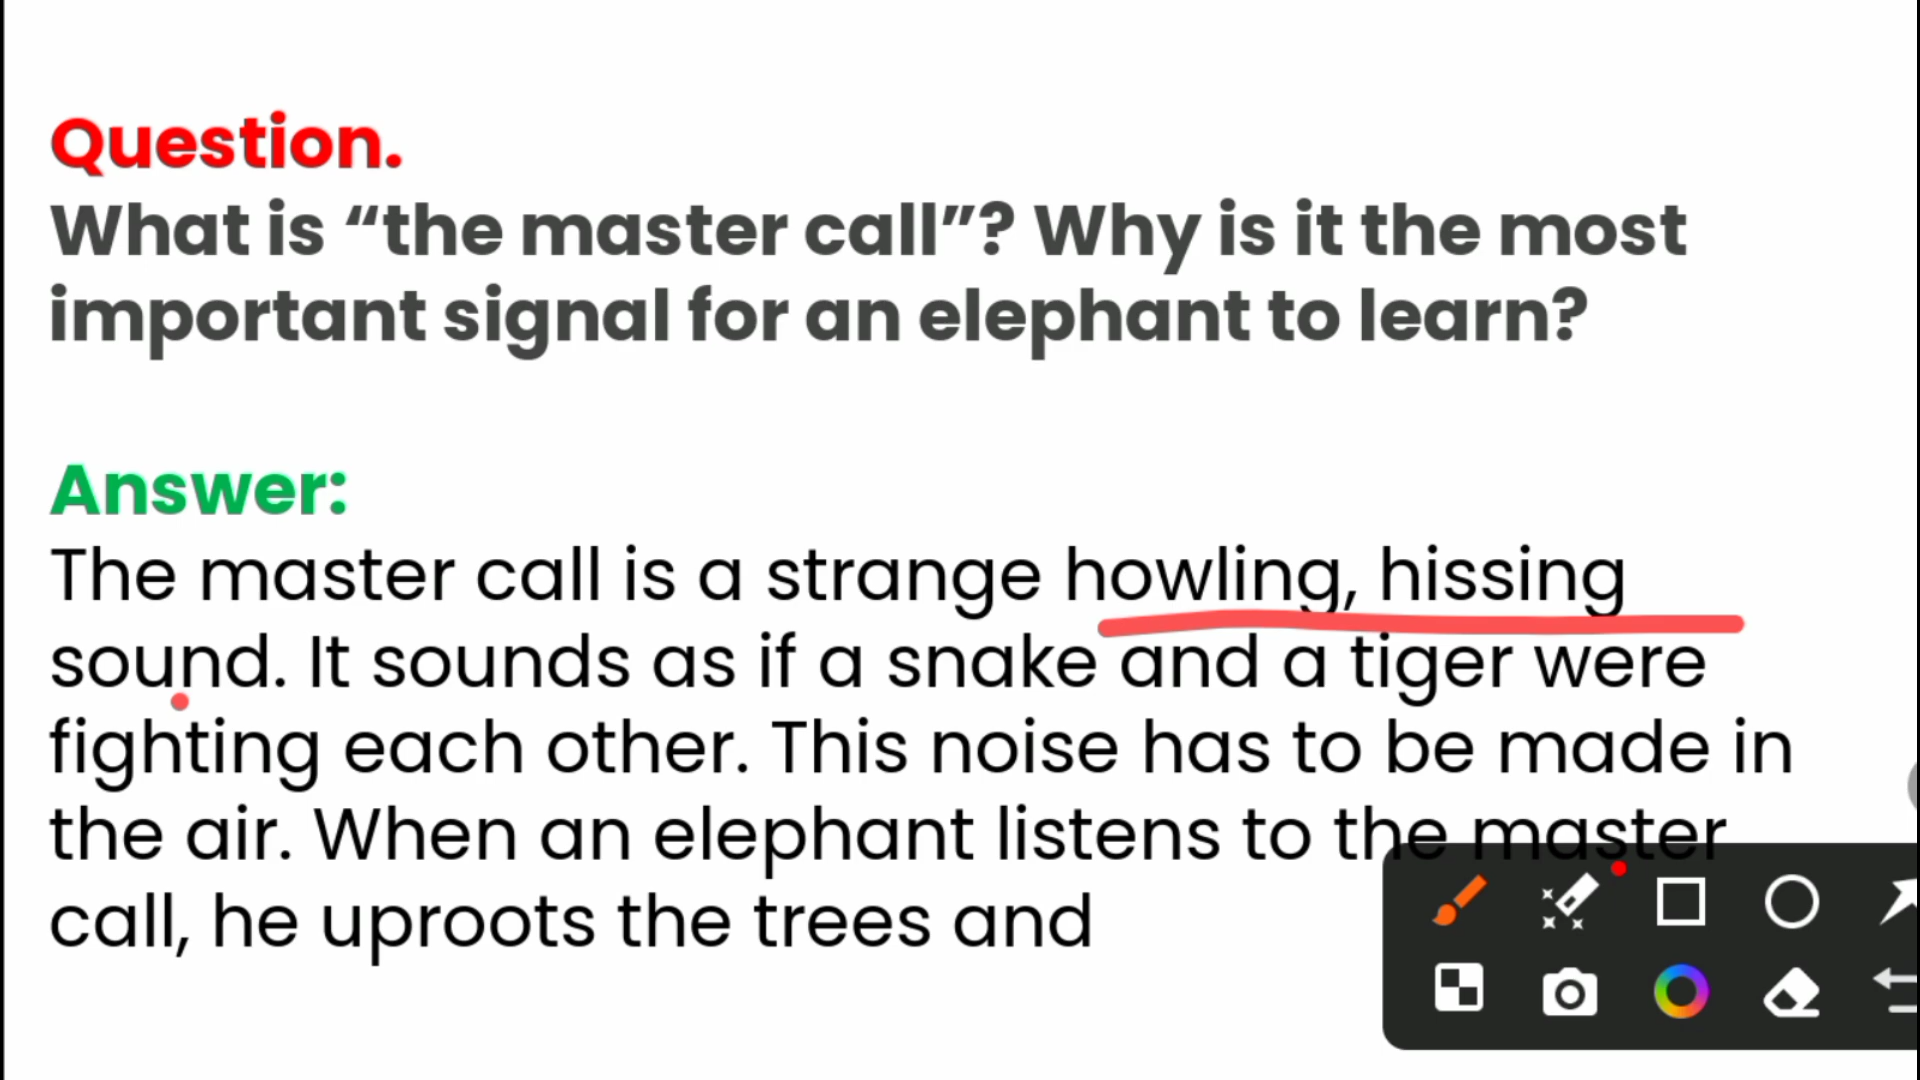 Question.
What is “the master call”? Why is it the most
important signal for an elephant to learn?
Answer:
The master call is a strange howling, hissing
sound. It sounds as if a snake and a tiger were
fighting each other. This noise has to be made in
the air. When an elephant listens to the master
call, he uproots the trees and